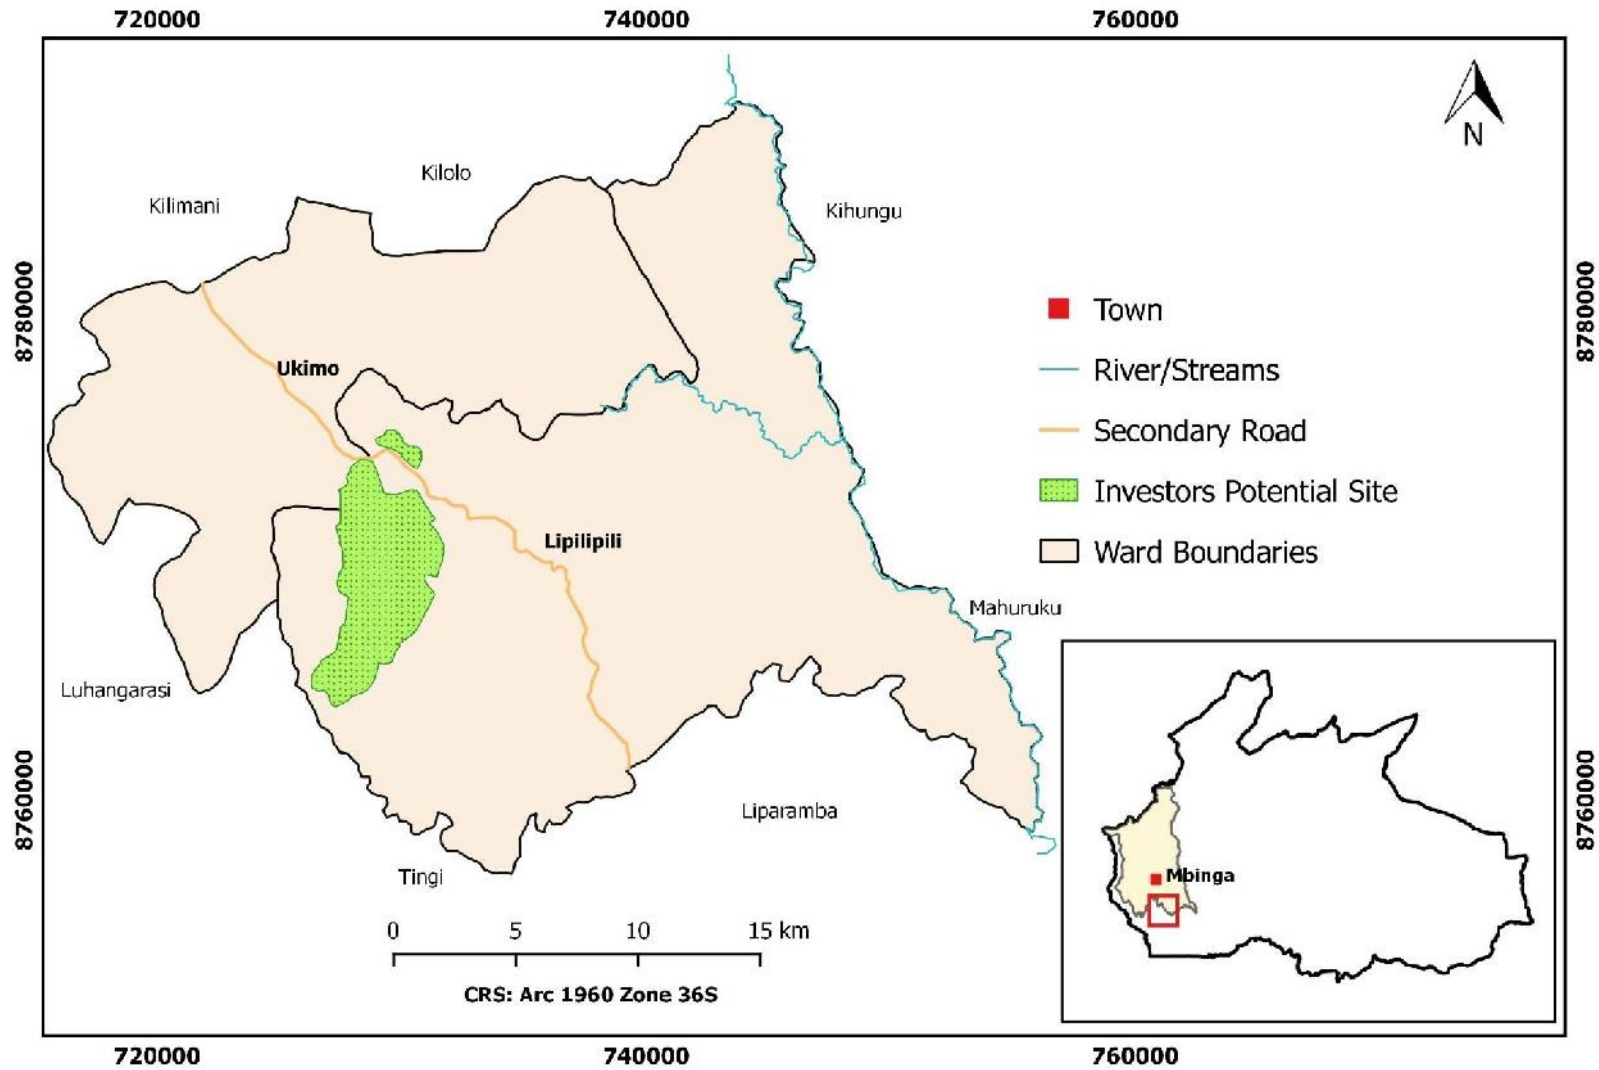 720000 740000 760000
N
Kilolo
Kilimani
Kihungu
8780000
8780000
Town
River/Streams
Ukimo
Secondary Road
Investors Potential Site
Lipilipili
Ward Boundaries
Mahuruku
Luhangarasi
8760000
8760000
Liparamba
Tingi
Mbinga
0 5 10 15 km
CRS: Arc 1960 Zone 36S
720000 740000 760000